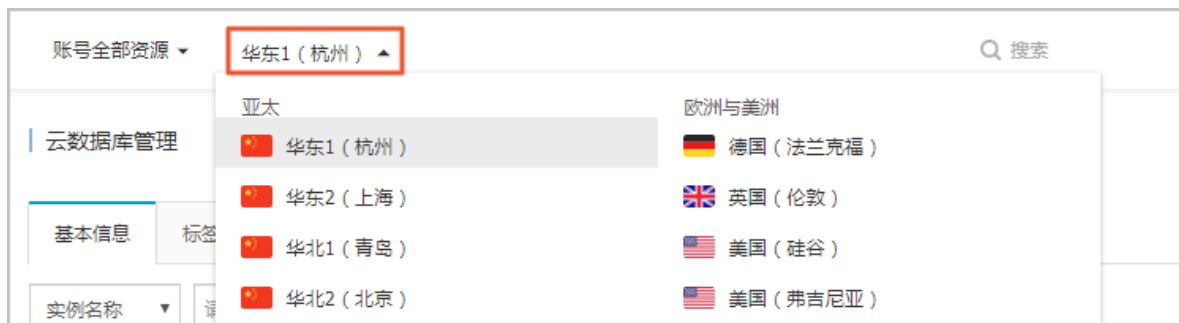 账号全部资源 华东1（杭州） 搜索
亚太 欧洲与美洲
云数据库管理 华东1（杭州） 德国（法兰克福）
华东2（上海） 英国（伦敦）
基本信息 标签 华北1（青岛） 美国（硅谷）
实例名称 华北2（北京） 美国（弗吉尼亚）